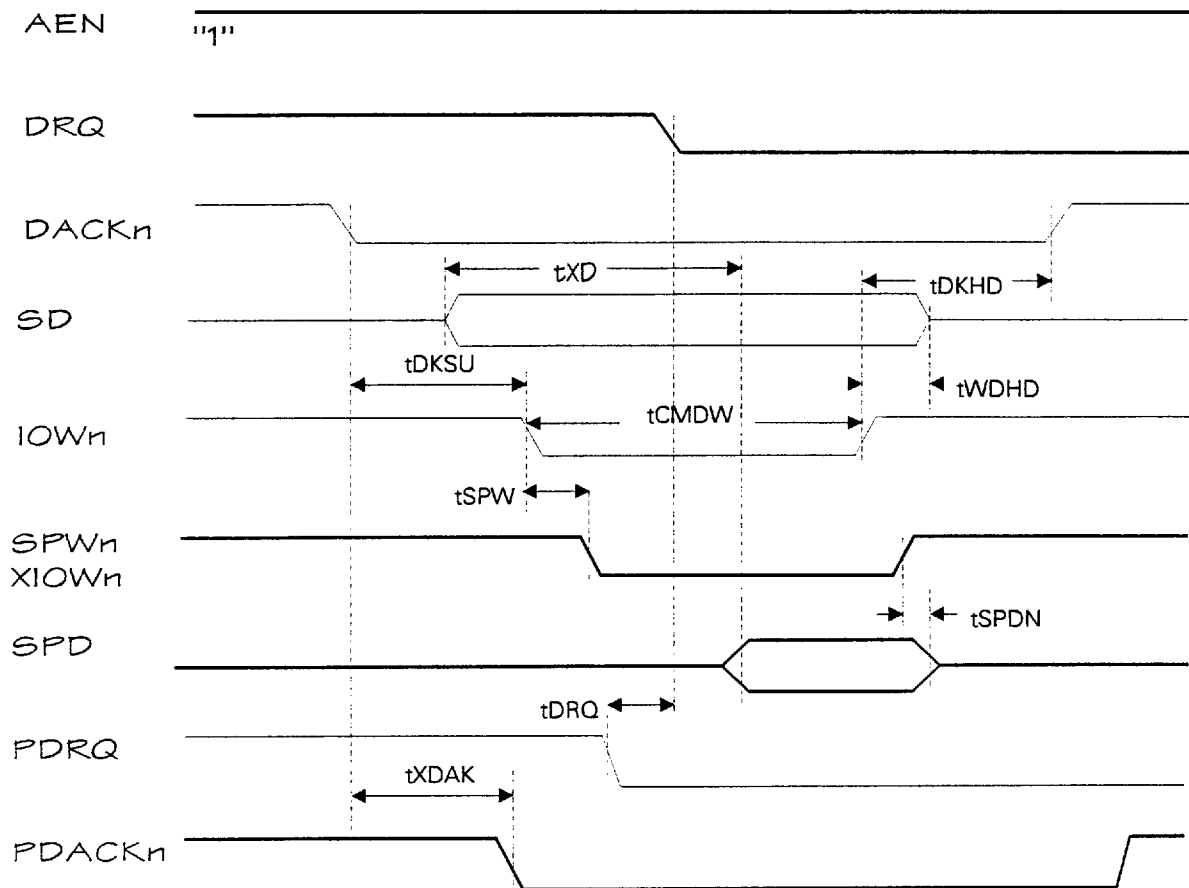 AEN
"1"
DRQ
DACKn
tXD
tDKHD
SD
tDKSU
tWDHD
tCMDW
IOWn
tSPW
SPWn
XIOWn
tSPDN
SPD
tDRQ
PDRQ
tXDAK
PDACKn